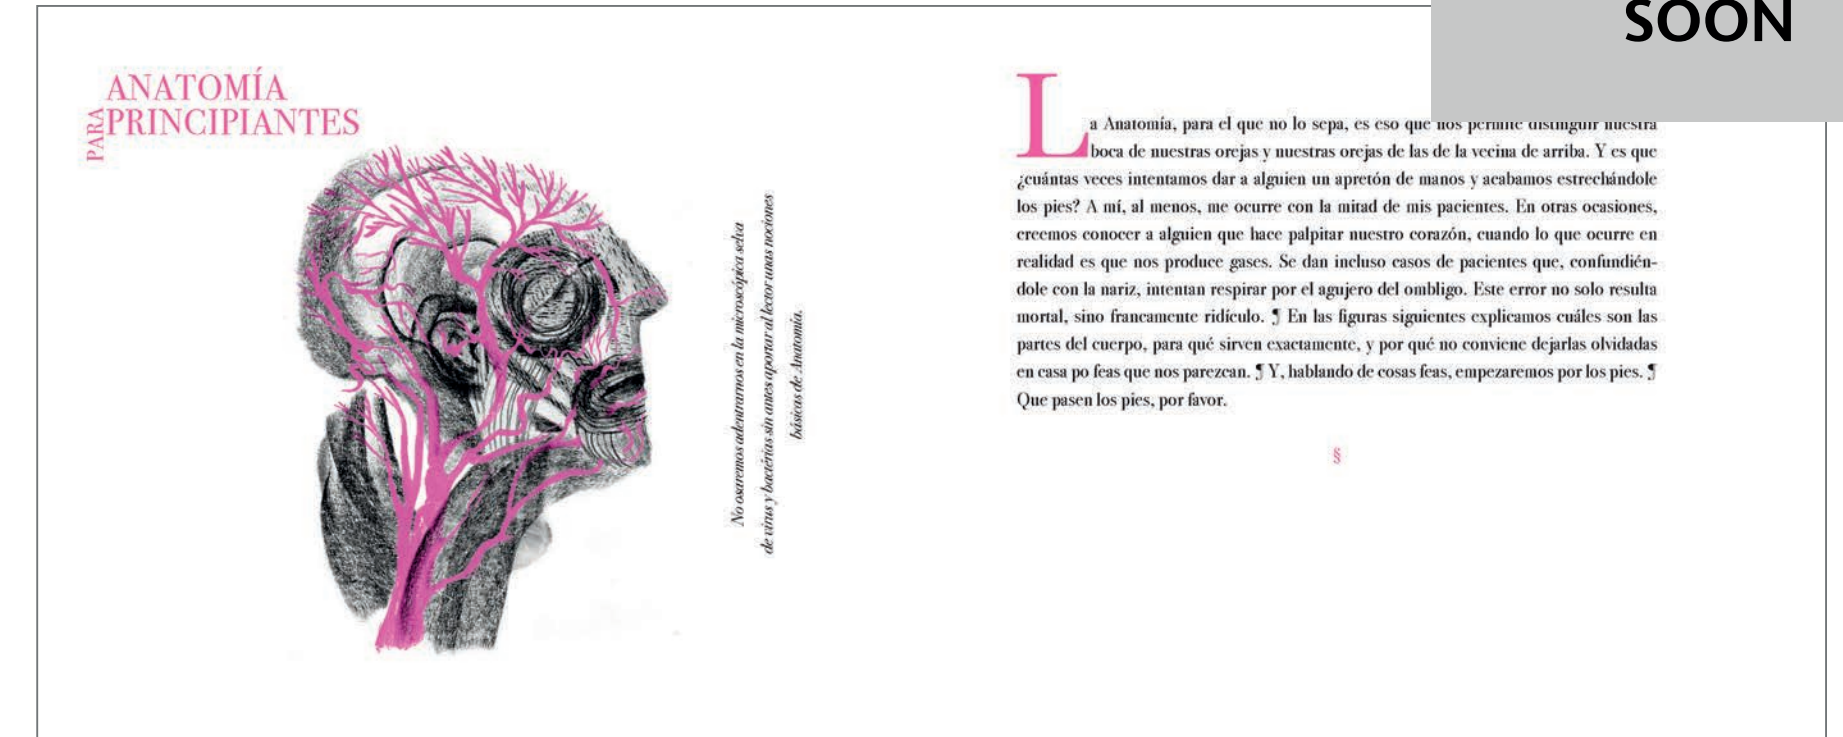 SOON
ANATOMÍA
PARA
PRINCIPIANTES
No osaremos adentrarnos en la microscópica selva
de virus y bactérias sin antes aportar al lector unas nociones
básicas de Anatomía.
La Anatomía, para el que no lo sepa, es eso que nos permite distinguir nuestra
boca de nuestras orejas y nuestras orejas de las de la vecina de arriba. Y es que
¿cuántas veces intentamos dar a alguien un apretón de manos y acabamos estrechándole
los pies? A mí, al menos, me ocurre con la mitad de mis pacientes. En otras ocasiones,
creemos conocer a alguien que hace palpitar nuestro corazón, cuando lo que ocurre en
realidad es que nos produce gases. Se dan incluso casos de pacientes que, confundién-
dole con la nariz, intentan respirar por el agujero del ombligo. Este error no solo resulta
mortal, sino francamente ridículo. ¶ En las figuras siguientes explicamos cuáles son las
partes del cuerpo, para qué sirven exactamente, y por qué no conviene dejarlas olvidadas
en casa po feas que nos parezcan. ¶ Y, hablando de cosas feas, empezaremos por los pies. ¶
Que pasen los pies, por favor.
§